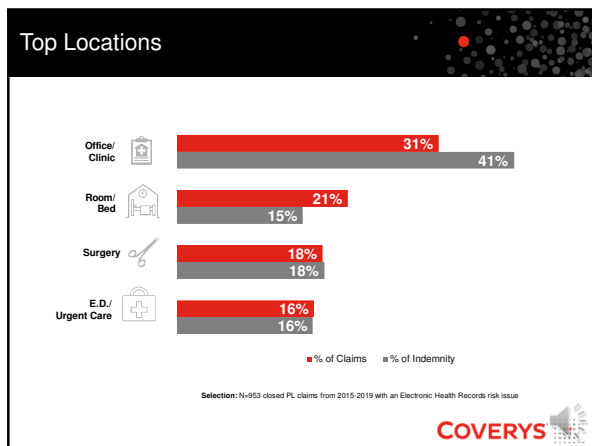 Top Locations
Office/
Clinic
31%
41%
Room/
Bed
21%
15%
Surgery
18%
18%
E.D./
Urgent Care
16%
16%
% of Claims
% of Indemnity
Selection: N=953 closed PL claims from 2015-2019 with an Electronic Health Records risk issue
COVERYS